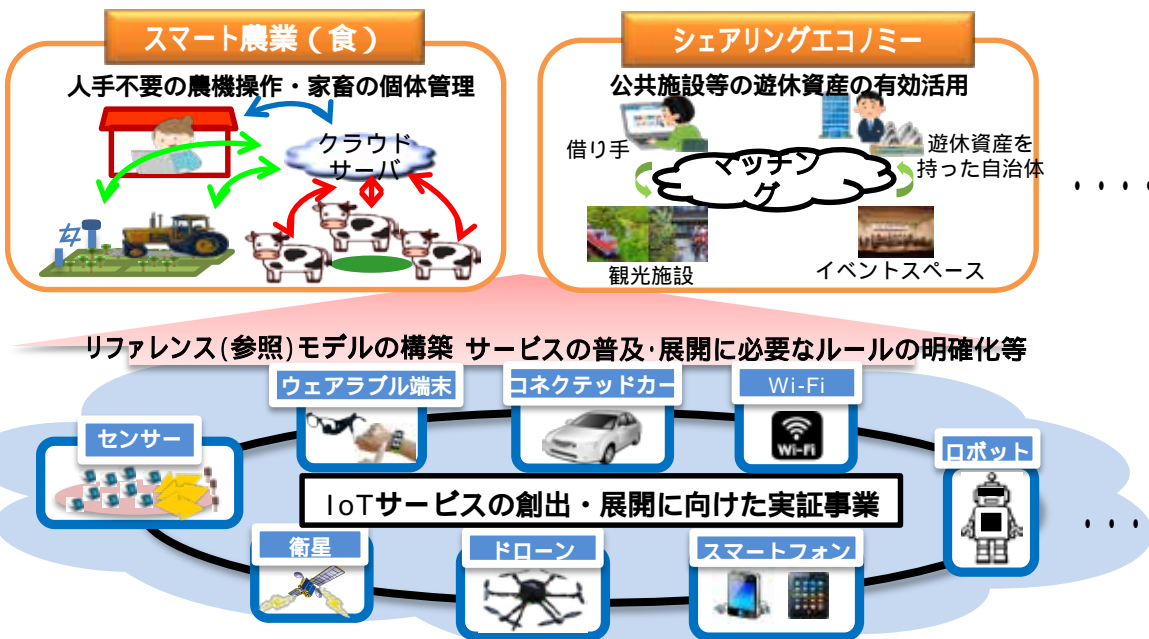 スマート農業(食)
人手不要の農機操作・家畜の個体管理
クラウド
サーバ
シェアリングエコノミー
公共施設等の遊休資産の有効活用
借り手
マッチン
グ
遊休資産を
持った自治体
観光施設
イベントスペース
・・・・
リファレンス(参照)モデルの構築 サービスの普及・展開に必要なルールの明確化等
ウェアラブル端末
コネクテッドカー
Wi-Fi
Wi-Fi
センサー
ロボット
IoTサービスの創出・展開に向けた実証事業
・・・
衛星
ドローン
スマートフォン